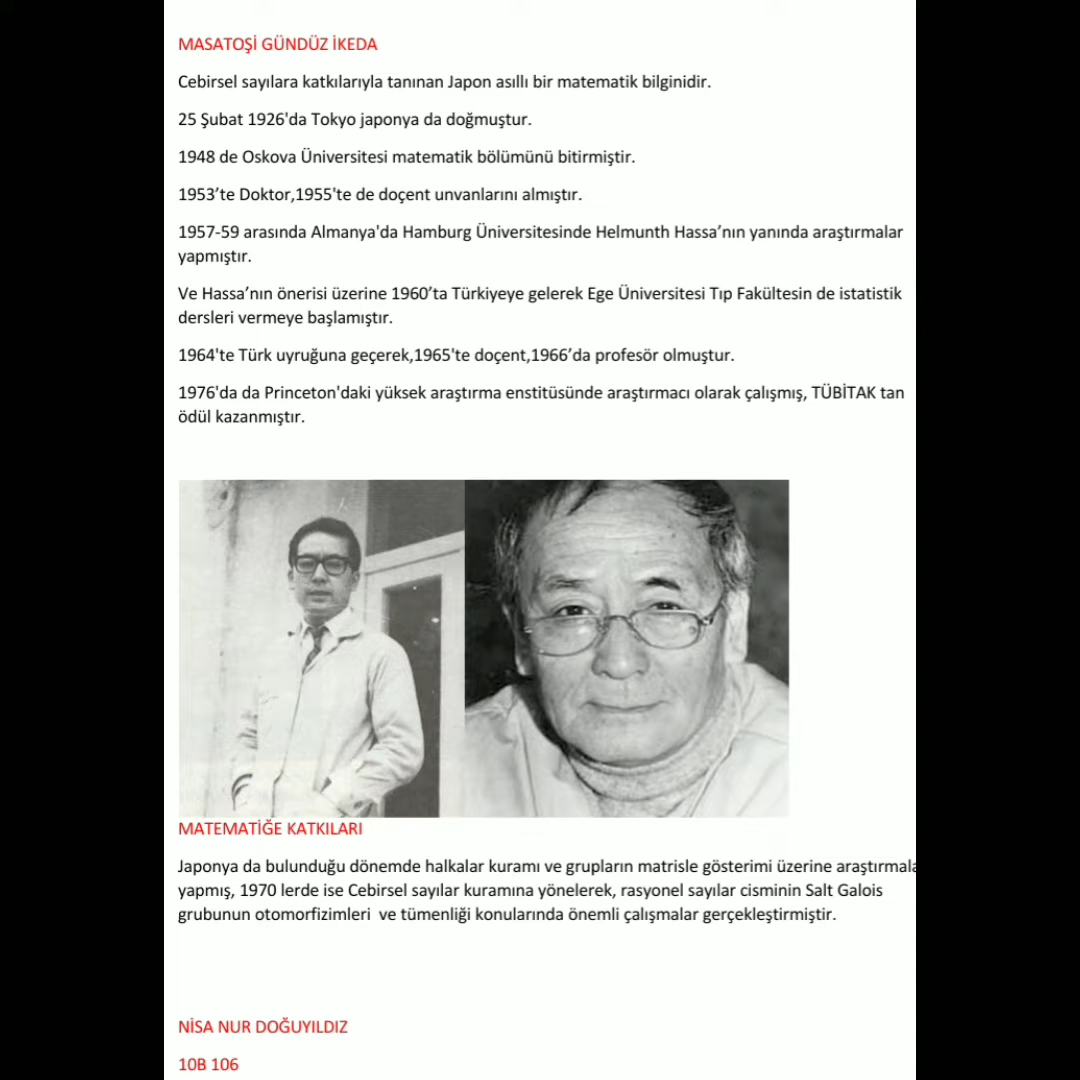 MASATOŞİ GÜNDÜZ İKEDA
Cebirsel sayılara katkılarıyla tanınan Japon asıllı bir matematik bilginidir.
25 Şubat 1926'da Tokyo japonya da doğmuştur.
1948 de Oskova Üniversitesi matematik bölümünü bitirmiştir.
1953’te Doktor,1955'te de doçent unvanlarını almıştır.
1957-59 arasında Almanya'da Hamburg Üniversitesinde Helmunth Hassa’nın yanında araştırmalar
yapmıştır.
Ve Hassa’nın önerisi üzerine 1960’ta Türkiyeye gelerek Ege Üniversitesi Tıp Fakültesin de istatistik
dersleri vermeye başlamıştır.
1964'te Türk uyruğuna geçerek,1965'te doçent,1966’da profesör olmuştur.
1976'da da Princeton'daki yüksek araştırma enstitüsünde araştırmacı olarak çalışmış, TÜBİTAK tan
ödül kazanmıştır.
MATEMATİĞE KATKILARI
Japonya da bulunduğu dönemde halkalar kuramı ve grupların matrisle gösterimi üzerine araştırmala
yapmış, 1970 lerde ise Cebirsel sayılar kuramına yönelerek, rasyonel sayılar cisminin Salt Galois
grubunun otomorfizimleri  ve tümenliği konularında önemli çalışmalar gerçekleştirmiştir.
NİSA NUR DOĞUYILDIZ
10B 106